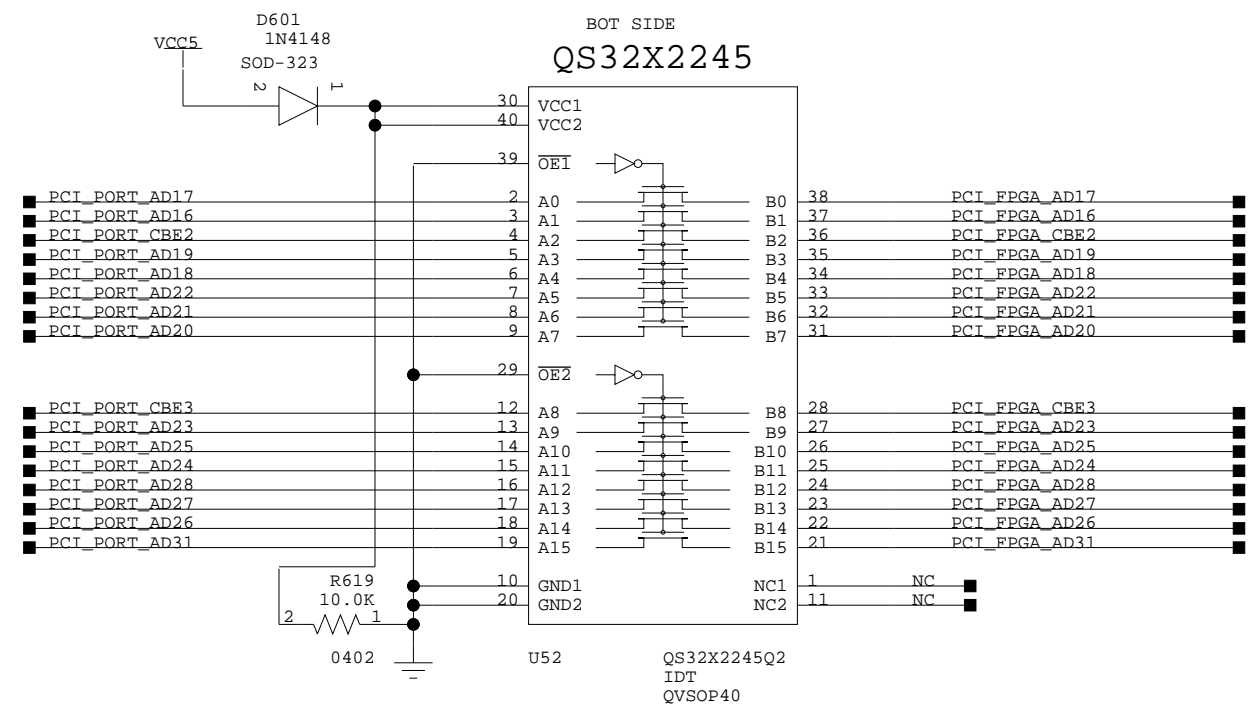 D601
1N4148
SOD-323
VCC5
2
1
BOT SIDE
QS32X2245
30 VCC1
40 VCC2
39 OE1
PCI_PORT_AD17 2 A0 B0 38 PCI_FPGA_AD17
PCI_PORT_AD16 3 A1 B1 37 PCI_FPGA_AD16
PCI_PORT_CBE2 4 A2 B2 36 PCI_FPGA_CBE2
PCI_PORT_AD19 5 A3 B3 35 PCI_FPGA_AD19
PCI_PORT_AD18 6 A4 B4 34 PCI_FPGA_AD18
PCI_PORT_AD22 7 A5 B5 33 PCI_FPGA_AD22
PCI_PORT_AD21 8 A6 B6 32 PCI_FPGA_AD21
PCI_PORT_AD20 9 A7 B7 31 PCI_FPGA_AD20
29 OE2
PCI_PORT_CBE3 12 A8 B8 28 PCI_FPGA_CBE3
PCI_PORT_AD23 13 A9 B9 27 PCI_FPGA_AD23
PCI_PORT_AD25 14 A10 B10 26 PCI_FPGA_AD25
PCI_PORT_AD24 15 A11 B11 25 PCI_FPGA_AD24
PCI_PORT_AD28 16 A12 B12 24 PCI_FPGA_AD28
PCI_PORT_AD27 17 A13 B13 23 PCI_FPGA_AD27
PCI_PORT_AD26 18 A14 B14 22 PCI_FPGA_AD26
PCI_PORT_AD31 19 A15 B15 21 PCI_FPGA_AD31
10 GND1 NC1 1 NC
20 GND2 NC2 11 NC
R619
10.0K
2 1
0402
U52
QS32X2245Q2
IDT
QVSOP40